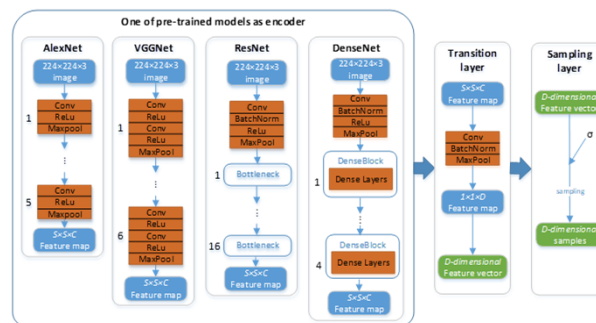 One of pre-trained models as encoder
AlexNet
224×224×3
image
1
Conv
ReLu
Maxpool
⋮
5
Conv
ReLu
Maxpool
S×S×C
Feature map
VGGNet
224×224×3
image
1
Conv
ReLu
Conv
ReLu
MaxPool
⋮
6
Conv
ReLu
Conv
ReLu
MaxPool
S×S×C
Feature map
ResNet
224×224×3
image
Conv
BatchNorm
ReLu
MaxPool
1
Bottleneck
⋮
16
Bottleneck
S×S×C
Feature map
DenseNet
224×224×3
image
Conv
BatchNorm
ReLu
MaxPool
DenseBlock
1
Dense Layers
⋮
DenseBlock
4
Dense Layers
S×S×C
Feature map
Transition
layer
S×S×C
Feature map
Conv
BatchNorm
MaxPool
1×1×D
Feature map
D-dimensional
Feature vector
Sampling
layer
D-dimensional
Feature vector
σ
sampling
D-dimensional
samples